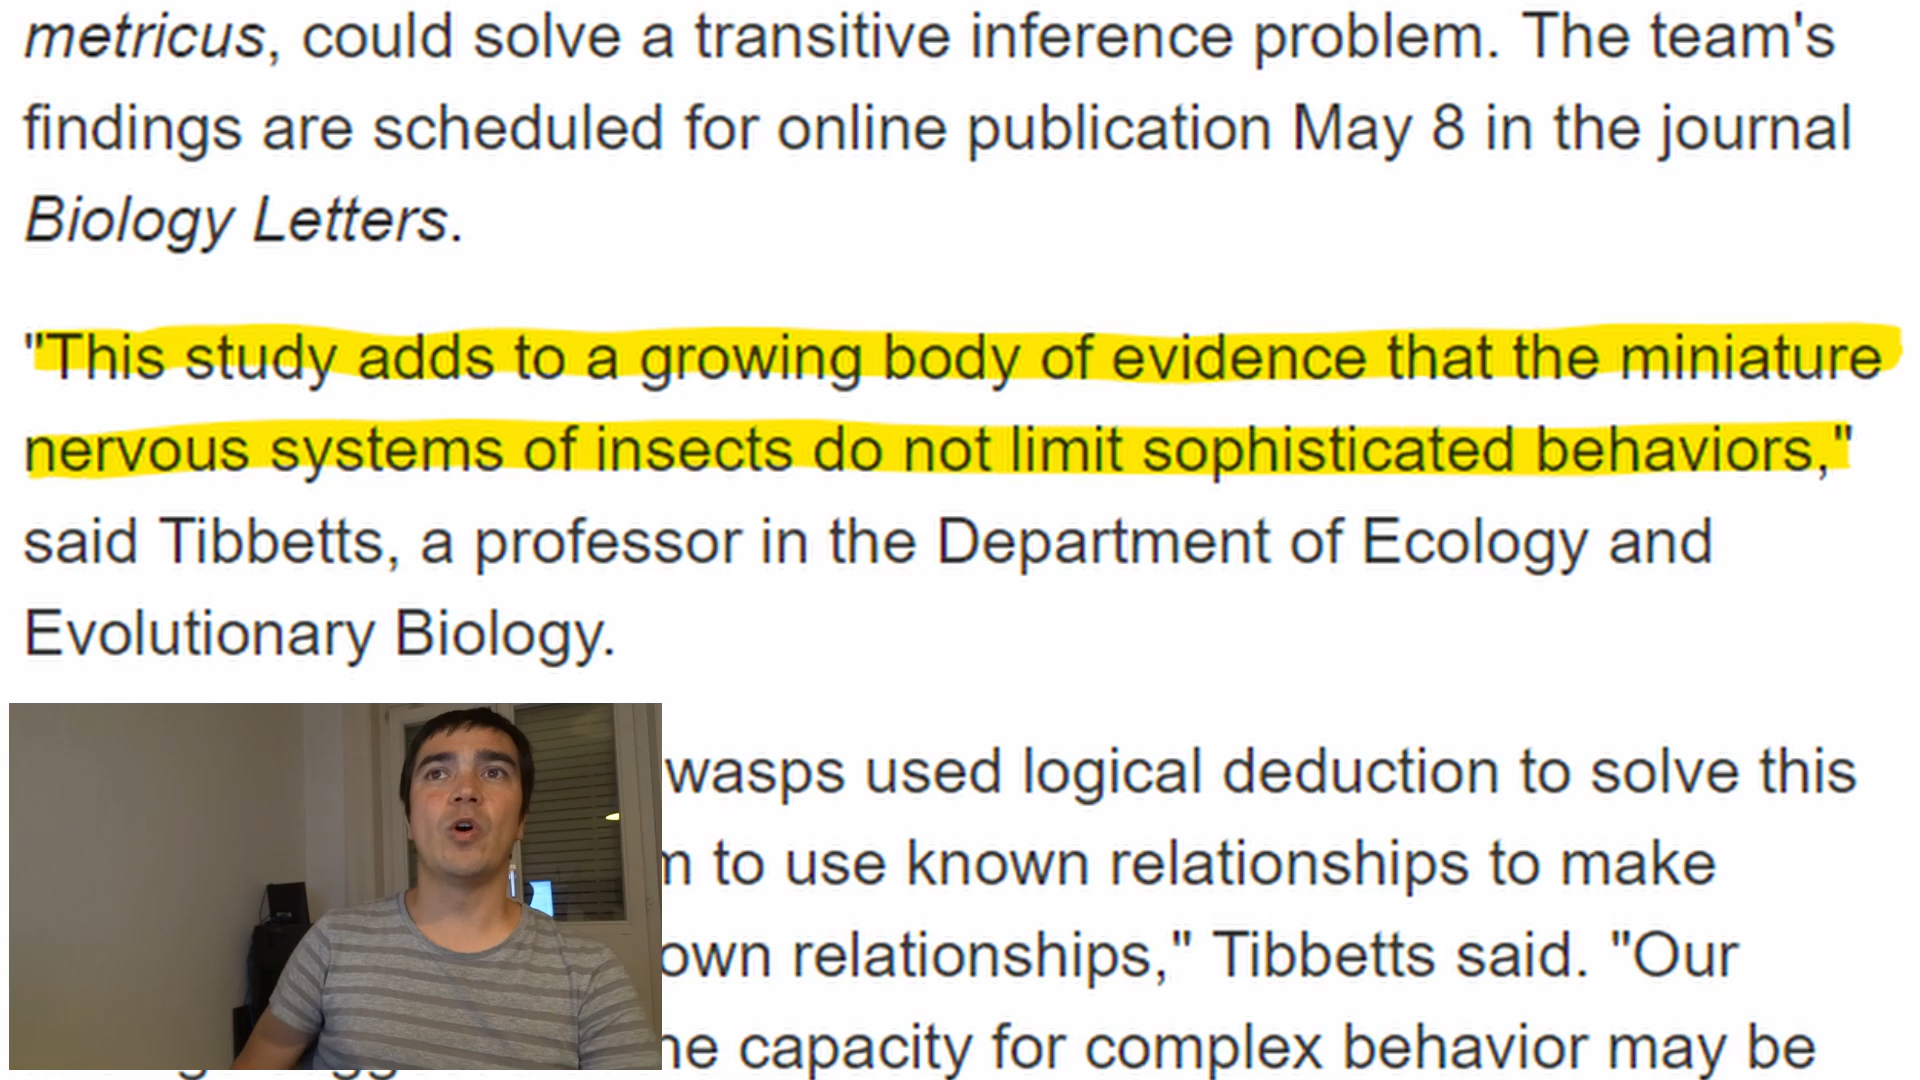 metricus, could solve a transitive inference problem. The team's
findings are scheduled for online publication May 8 in the journal
Biology Letters.
"This study adds to a growing body of evidence that the miniature
nervous systems of insects do not limit sophisticated behaviors,"
said Tibbetts, a professor in the Department of Ecology and
Evolutionary Biology.
wasps used logical deduction to solve this
m to use known relationships to make
own relationships," Tibbetts said. "Our
he capacity for complex behavior may be